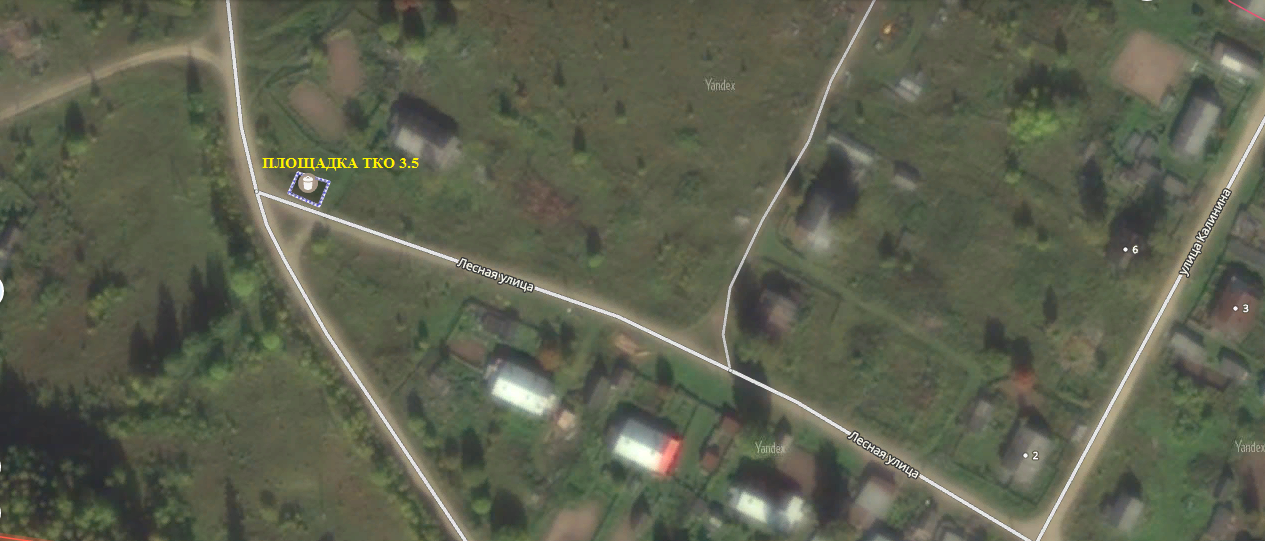 Yandex
ПЛОЩАДКА ТКО 3.5
улица Калинина
6
Лесная улица
3
Лесная улица
Yandex
Yandex
2